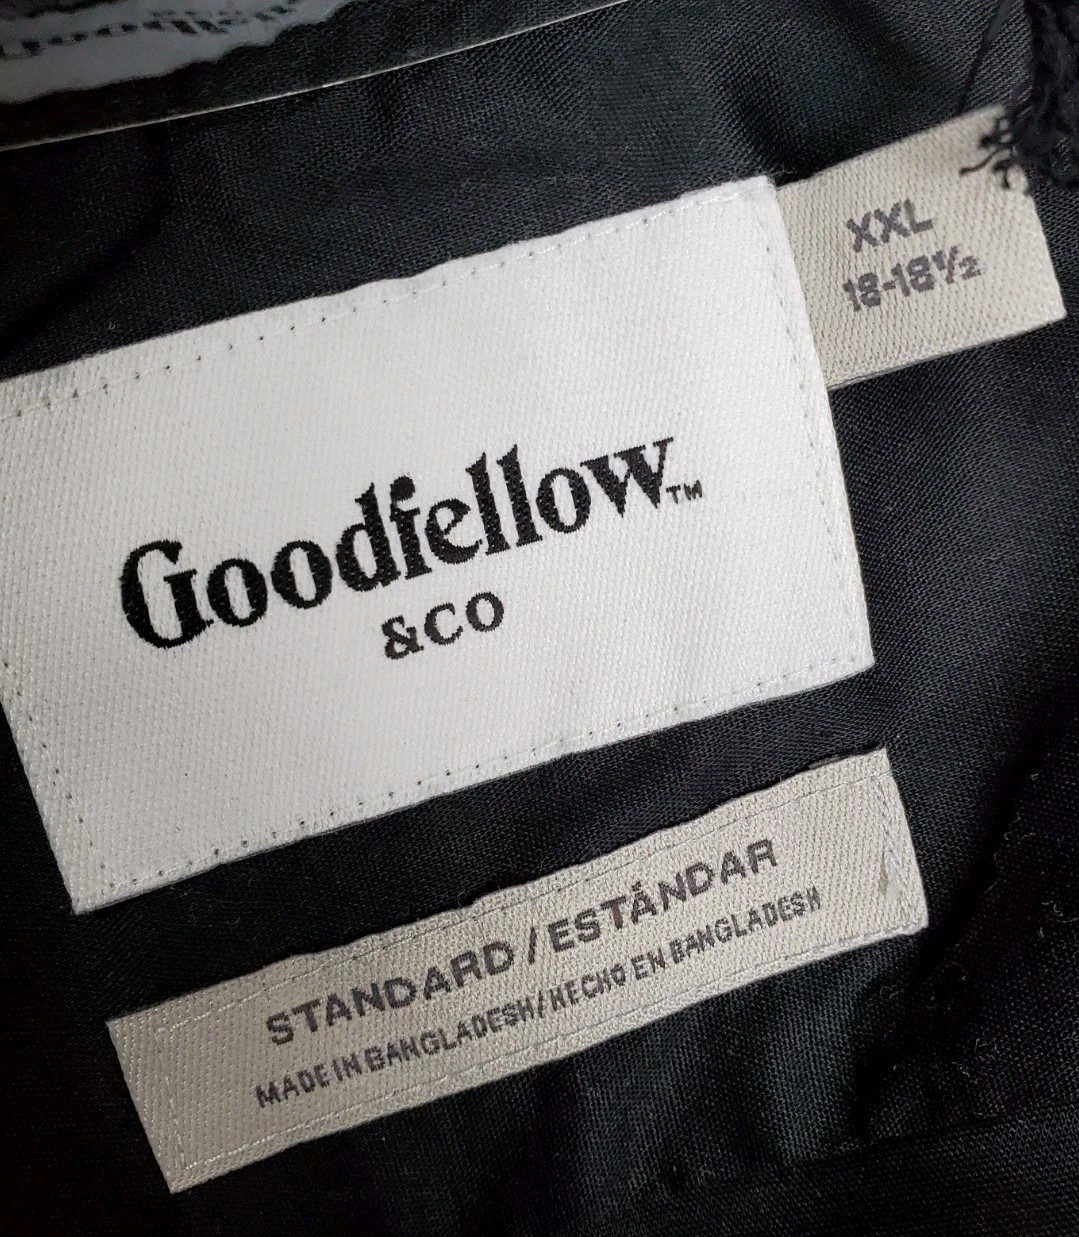 XXL
18-18½
Goodfellow™
&CO
STANDARD / ESTÁNDAR
MADE IN BANGLADESH/HECHO EN BANGLADESH